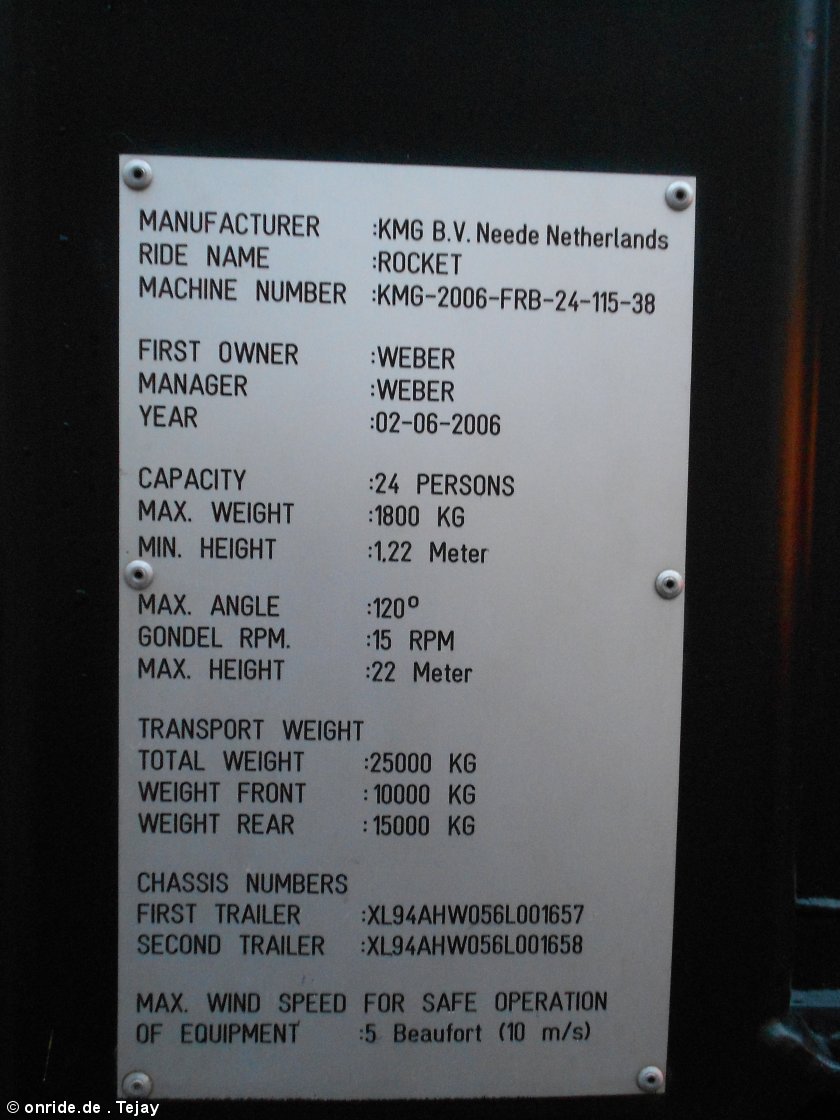 MANUFACTURER :KMG B.V. Neede Netherlands
RIDE NAME :ROCKET
MACHINE NUMBER :KMG-2006-FRB-24-115-38
FIRST OWNER :WEBER
MANAGER :WEBER
YEAR :02-06-2006
CAPACITY :24 PERSONS
MAX. WEIGHT :1800 KG
MIN. HEIGHT :1.22 Meter
MAX. ANGLE :120º
GONDEL RPM. :15 RPM
MAX. HEIGHT :22 Meter
TRANSPORT WEIGHT
TOTAL WEIGHT :25000 KG
WEIGHT FRONT :10000 KG
WEIGHT REAR :15000 KG
CHASSIS NUMBERS
FIRST TRAILER :XL94AHW056L001657
SECOND TRAILER :XL94AHW056L001658
MAX. WIND SPEED FOR SAFE OPERATION
OF EQUIPMENT :5 Beaufort (10 m/s)
© onride.de . Tejay